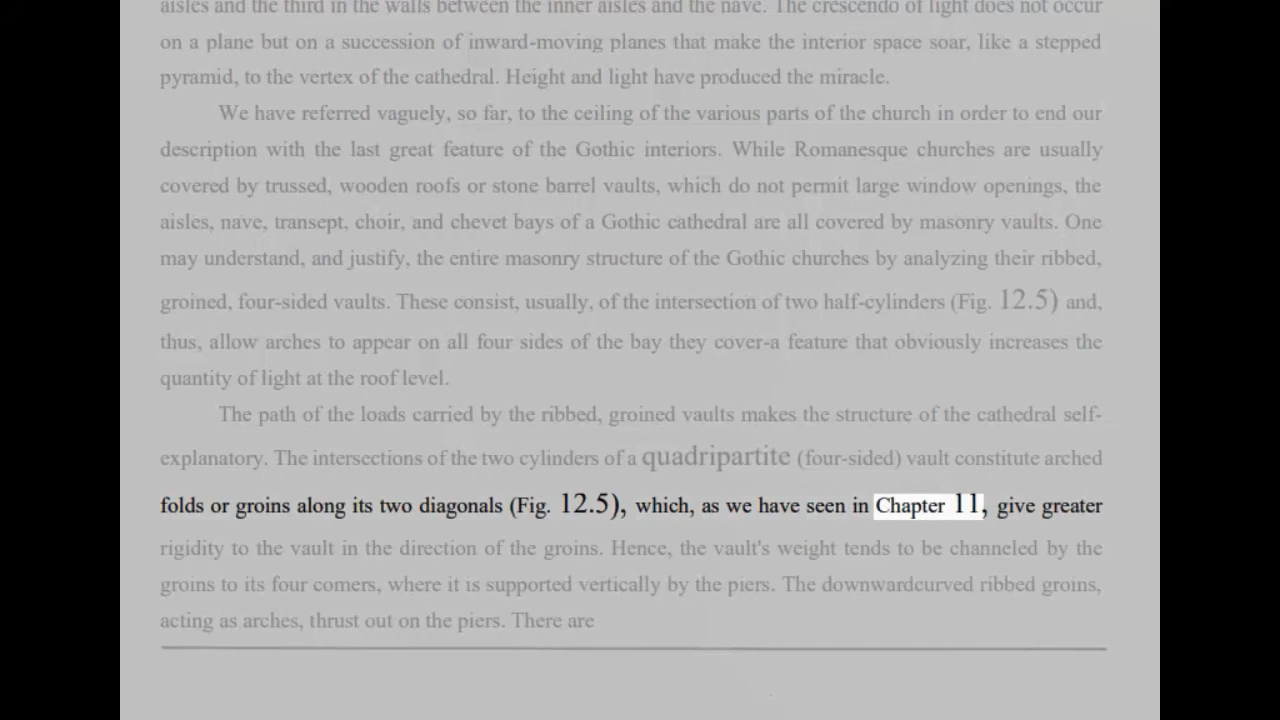 aisles and the third in the walls between the inner aisles and the nave. The crescendo of light does not occur
on a plane but on a succession of inward-moving planes that make the interior space soar, like a stepped
pyramid, to the vertex of the cathedral. Height and light have produced the miracle.
We have referred vaguely, so far, to the ceiling of the various parts of the church in order to end our
description with the last great feature of the Gothic interiors. While Romanesque churches are usually
covered by trussed, wooden roofs or stone barrel vaults, which do not permit large window openings, the
aisles, nave, transept, choir, and chevet bays of a Gothic cathedral are all covered by masonry vaults. One
may understand, and justify, the entire masonry structure of the Gothic churches by analyzing their ribbed,
groined, four-sided vaults. These consist, usually, of the intersection of two half-cylinders (Fig. 12.5) and,
thus, allow arches to appear on all four sides of the bay they cover-a feature that obviously increases the
quantity of light at the roof level.
The path of the loads carried by the ribbed, groined vaults makes the structure of the cathedral self-
explanatory. The intersections of the two cylinders of a quadripartite (four-sided) vault constitute arched
folds or groins along its two diagonals (Fig. 12.5), which, as we have seen in Chapter 11, give greater
rigidity to the vault in the direction of the groins. Hence, the vault's weight tends to be channeled by the
groins to its four comers, where it is supported vertically by the piers. The downwardcurved ribbed groins,
acting as arches, thrust out on the piers. There are